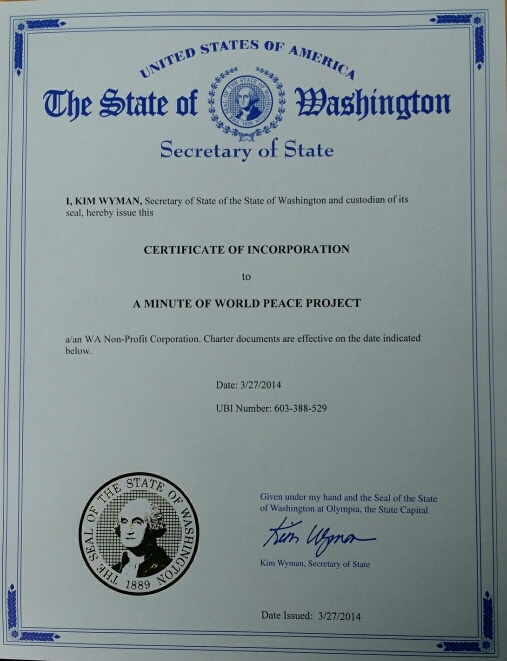 UNITED STATES OF AMERICA
The State of Washington
Secretary of State
I, KIM WYMAN, Secretary of State of the State of Washington and custodian of its
seal, hereby issue this
CERTIFICATE OF INCORPORATION
to
A MINUTE OF WORLD PEACE PROJECT
a/an WA Non-Profit Corporation. Charter documents are effective on the date indicated
below.
Date: 3/27/2014
UBI Number: 603-388-529
THE SEAL OF THE STATE OF WASHINGTON
1889
Given under my hand and the Seal of the State
of Washington at Olympia, the State Capital
Kim Wyman
Kim Wyman, Secretary of State
Date Issued: 3/27/2014